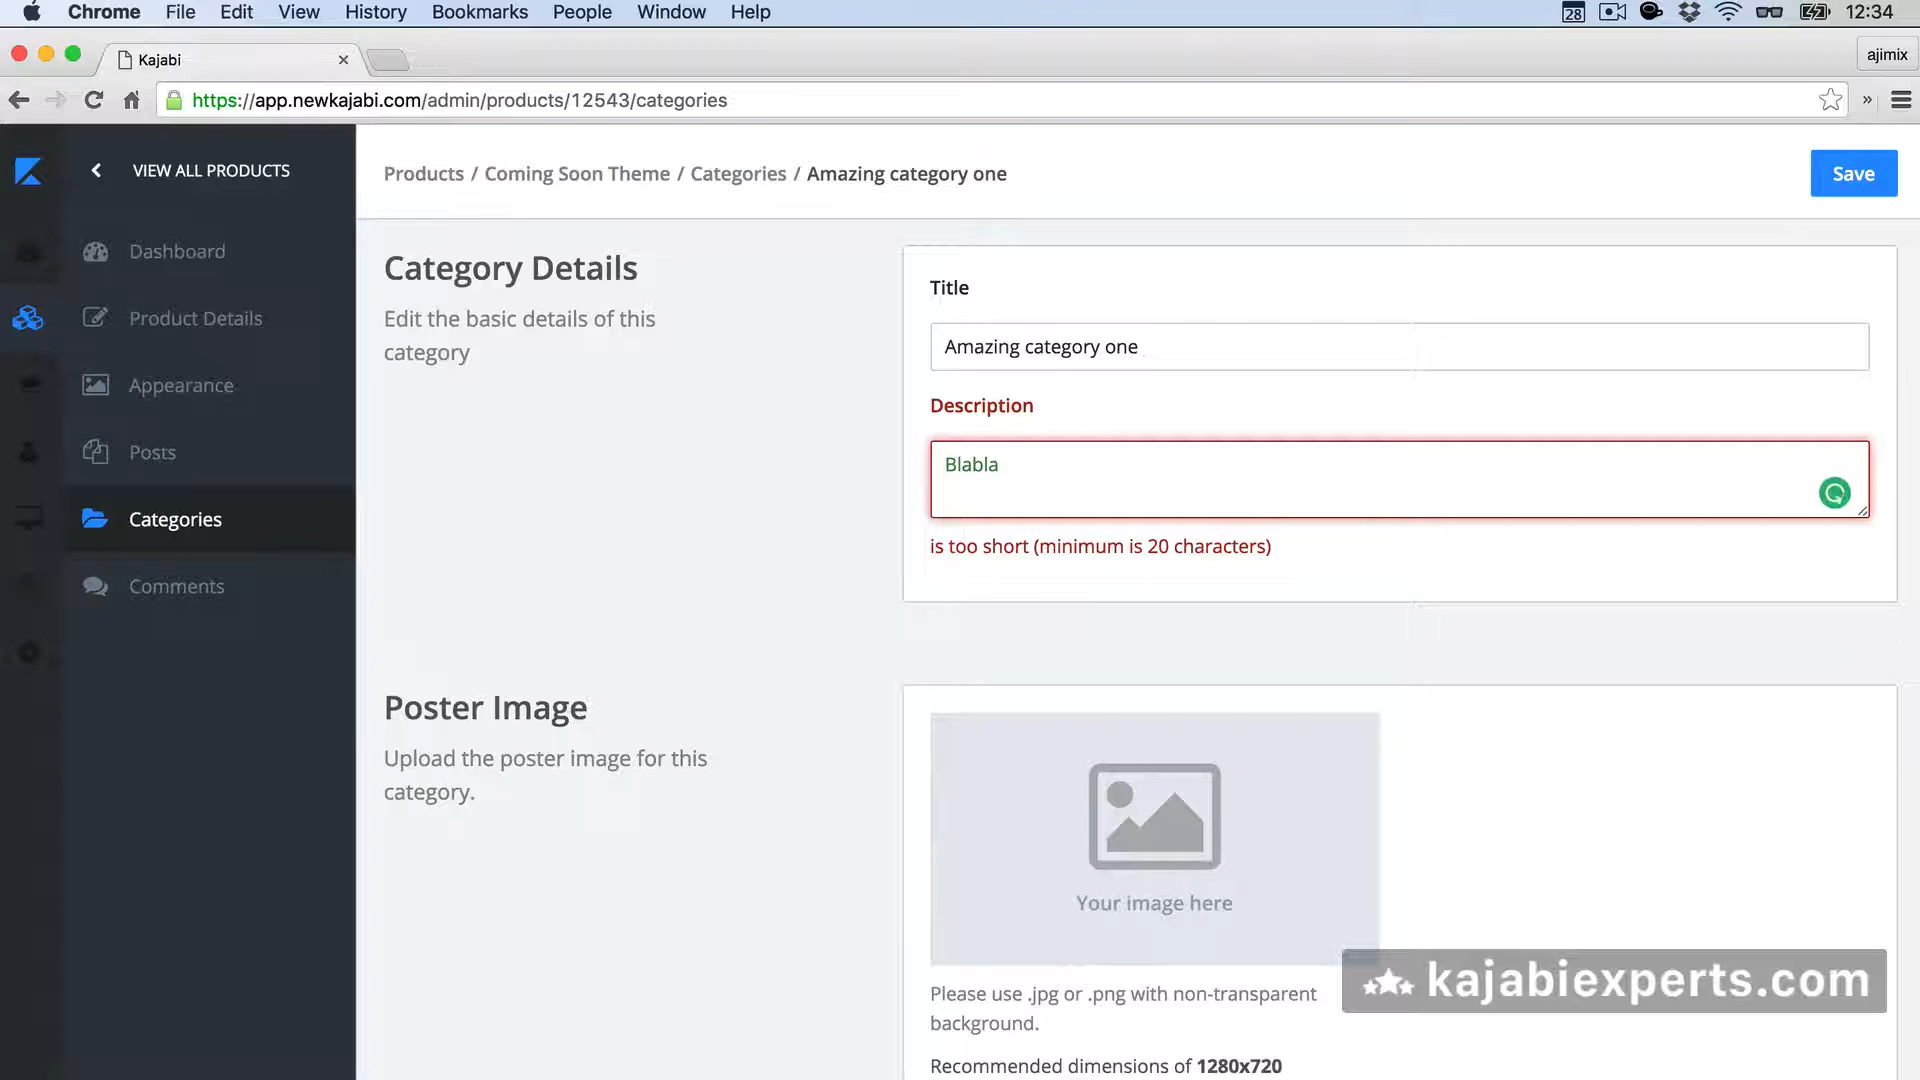 Chrome File Edit View History Bookmarks People Window Help 28 12:34
Kajabi ajimix
https://app.newkajabi.com/admin/products/12543/categories »
VIEW ALL PRODUCTS
Products / Coming Soon Theme / Categories / Amazing category one
Save
Dashboard
Product Details
Appearance
Posts
Categories
Comments
Category Details
Edit the basic details of this
category
Title
Amazing category one
Description
Blabla
is too short (minimum is 20 characters)
Poster Image
Upload the poster image for this
category.
Your image here
Please use .jpg or .png with non-transparent
background.
Recommended dimensions of 1280x720
kajabiexperts.com